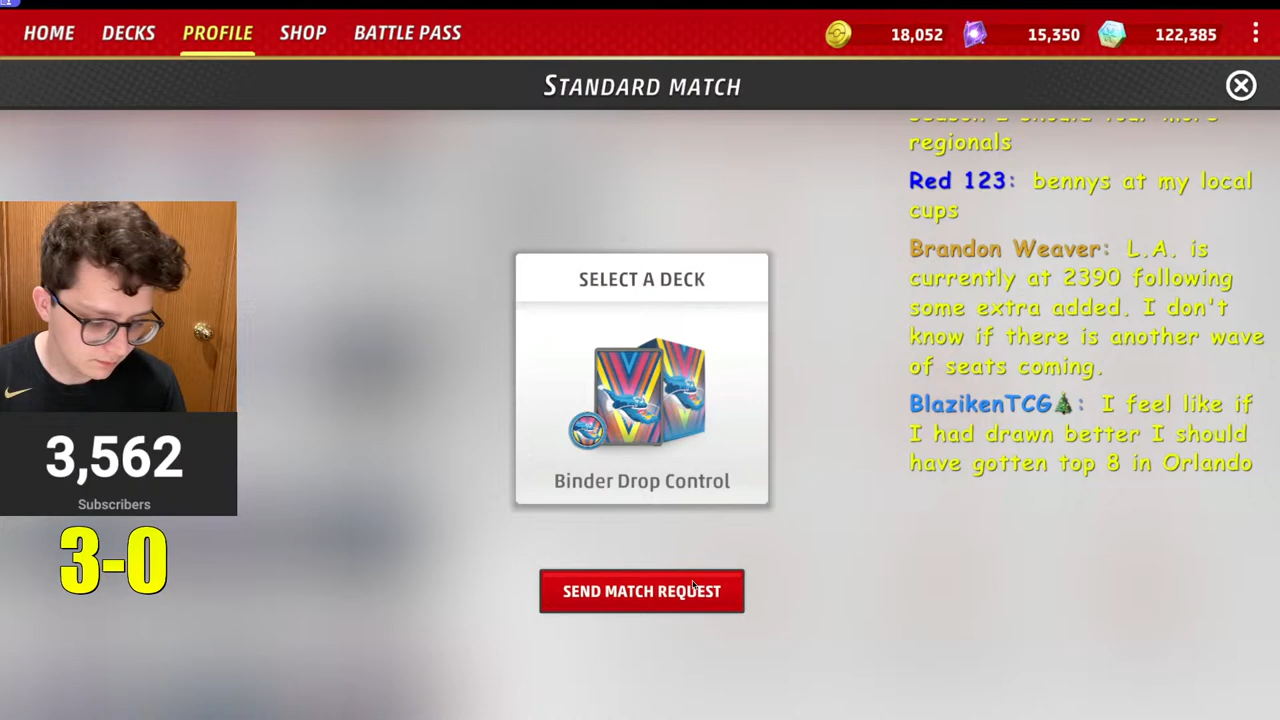 HOME DECKS PROFILE SHOP BATTLE PASS 18,052 15,350 122,385
STANDARD MATCH
regionals
Red 123: bennys at my local
cups
Brandon Weaver: L.A. is
currently at 2390 following
some extra added. I don't
know if there is another wave
of seats coming.
BlazikenTCG🌲: I feel like if
I had drawn better I should
have gotten top 8 in Orlando
SELECT A DECK
Binder Drop Control
SEND MATCH REQUEST
3,562
Subscribers
3-0